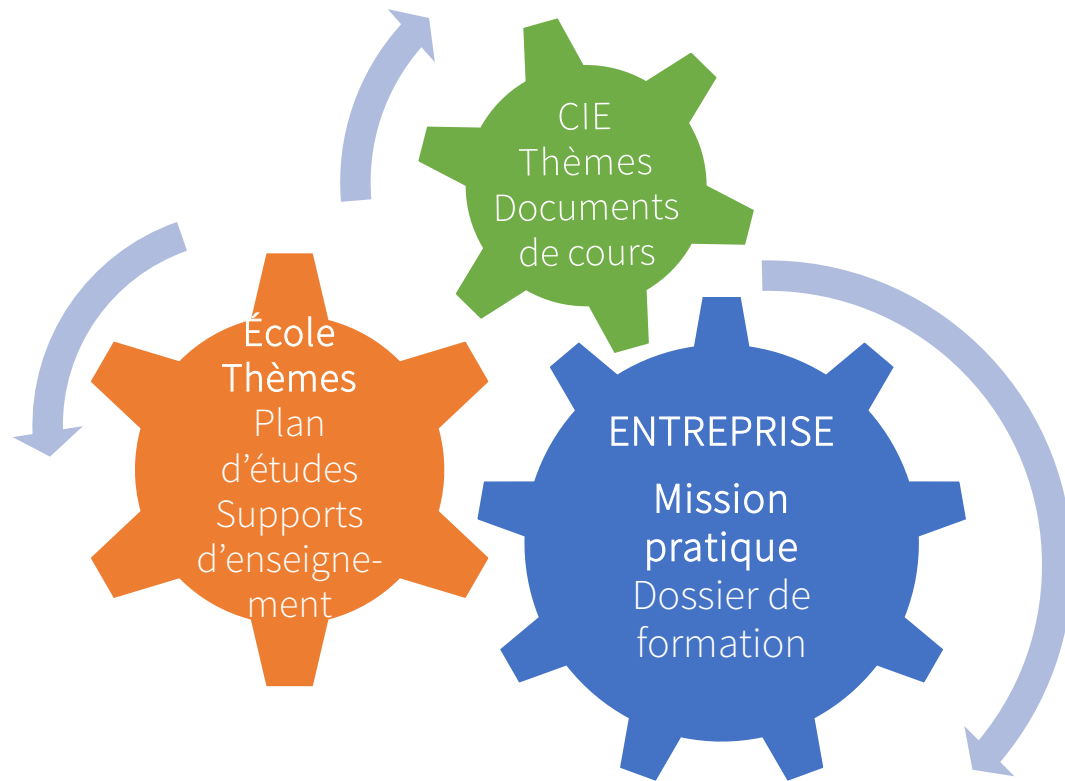 CIE
Thèmes
Documents
de cours
École
Thèmes
Plan
d’études
Supports
d’enseigne-
ment
ENTREPRISE
Mission
pratique
Dossier de
formation